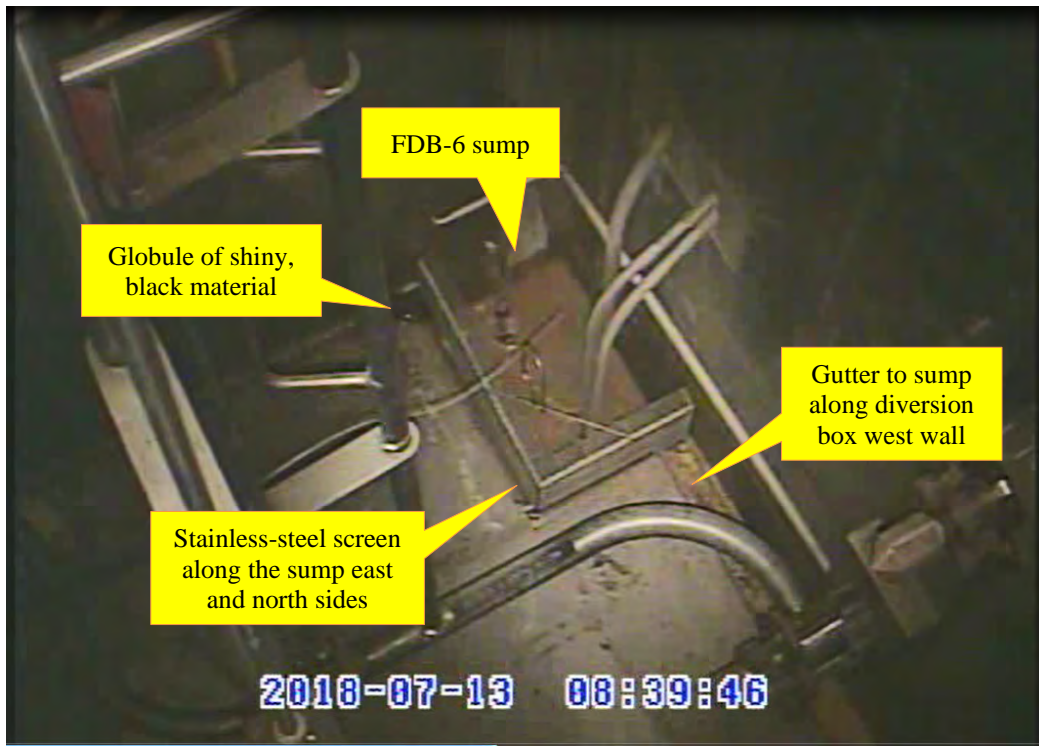 FDB-6 sump
Globule of shiny,
black material
Gutter to sump
along diversion
box west wall
Stainless-steel screen
along the sump east
and north sides
2018-07-13 08:39:46